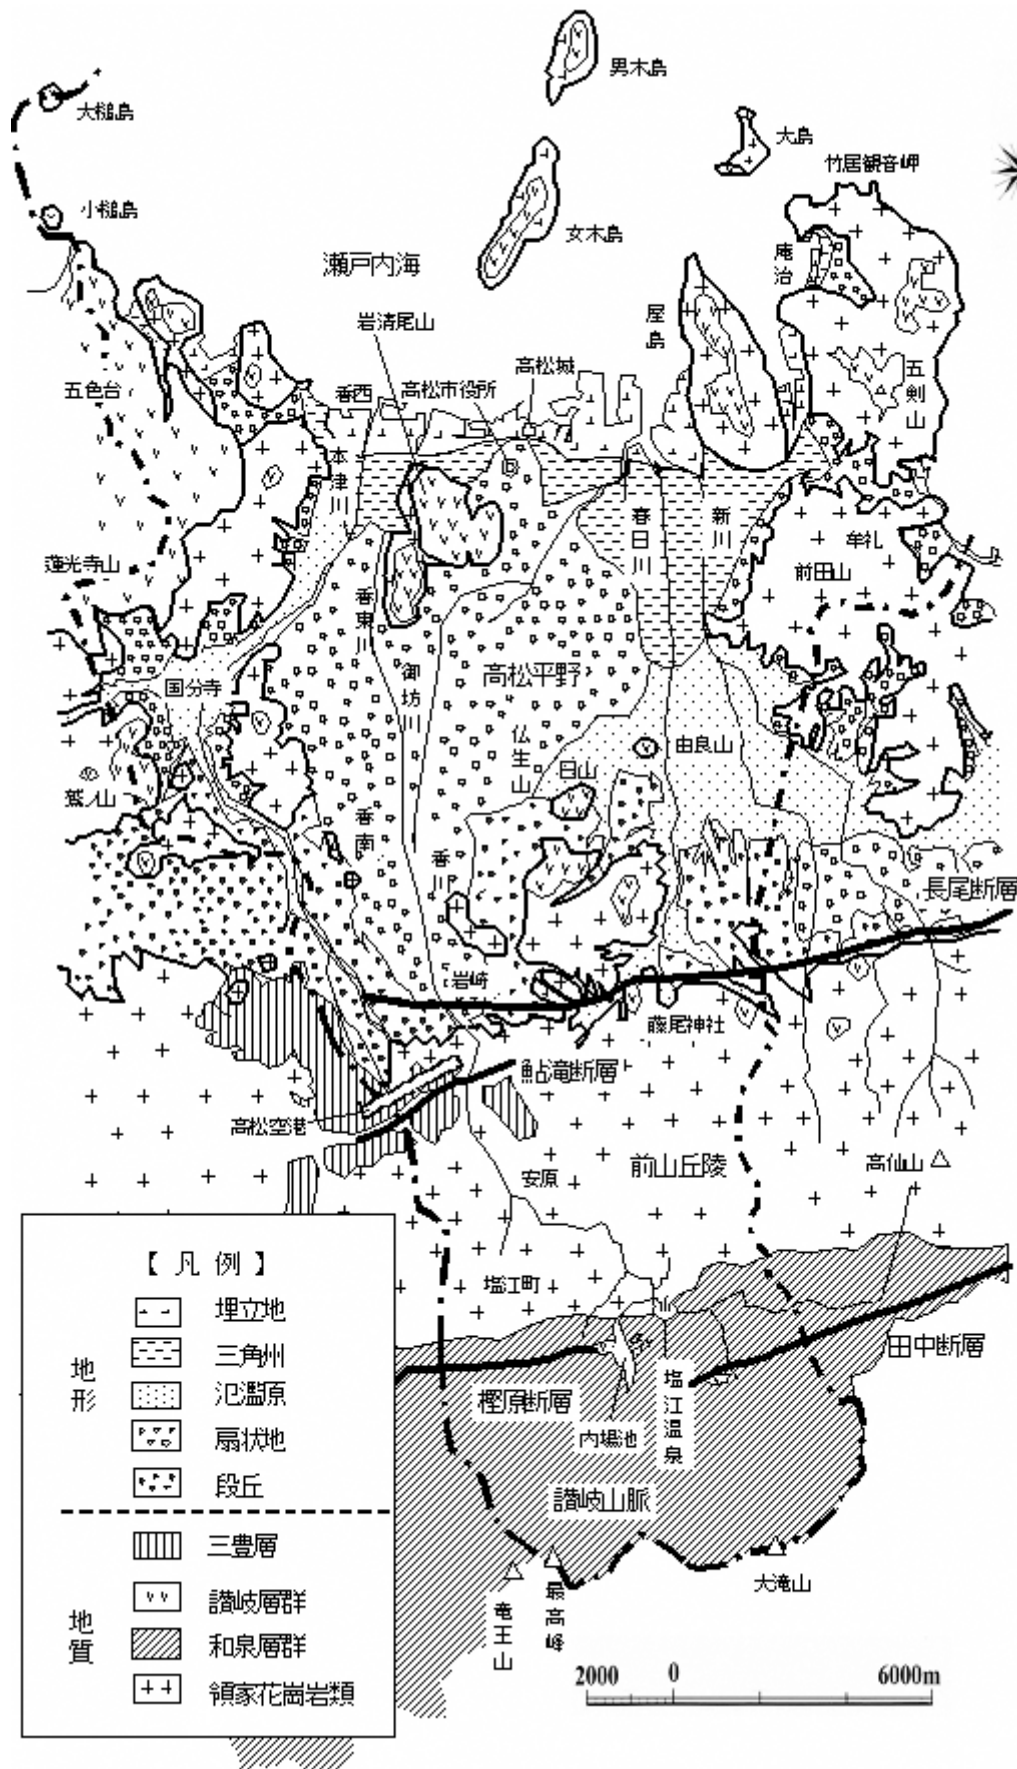 男木島
大槌島
大島
竹居観音岬
小槌島
女木島
庵治
瀬戸内海
屋島
岩清尾山
高松城
五色台
香西
高松市役所
五剣山
本津川
春日川
新川
牟礼
蓮光寺山
前田山
香東川
御坊川
高松平野
国分寺
仏生山
由良山
日山
鷲ノ山
香南
香川
長尾断層
岩崎
藤尾神社
鮎滝断層
高松空港
前山丘陵
高仙山
安原
塩江町
田中断層
樫原断層
塩江温泉
内場池
讃岐山脈
大滝山
竜王山
最高峰
【 凡 例 】
地形
埋立地
三角州
氾濫原
扇状地
段丘
地質
三豊層
讃岐層群
和泉層群
領家花崗岩類
2000 0 6000m